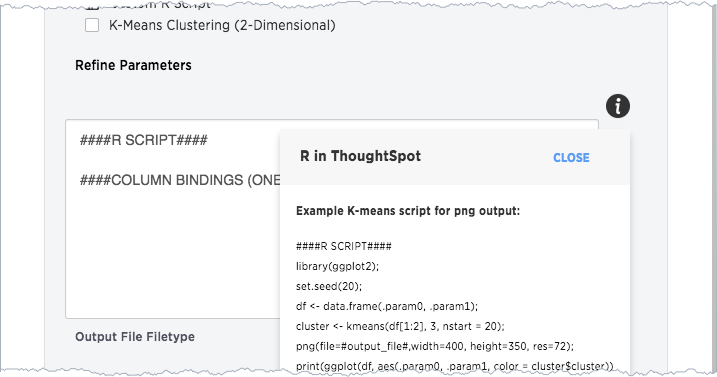 K-Means Clustering (2-Dimensional)
Refine Parameters
####R SCRIPT####
####COLUMN BINDINGS (ONE
R in ThoughtSpot
CLOSE
Example K-means script for png output:
####R SCRIPT####
library(ggplot2);
set.seed(20);
df <- data.frame(.param0, .param1);
cluster <- kmeans(df[1:2], 3, nstart = 20);
png(file=#output_file#,width=400, height=350, res=72);
print(ggplot(df, aes(.param0, .param1, color = cluster$cluster))
Output File Filetype